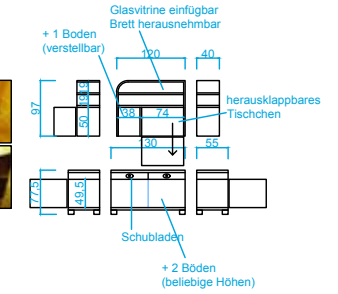 Glasvitrine einfügbar
Brett herausnehmbar
+ 1 Boden
(verstellbar)
120
40
97
50
38
74
herausklappbares
Tischchen
130
55
77,5
49,5
Schubladen
+ 2 Böden
(beliebige Höhen)